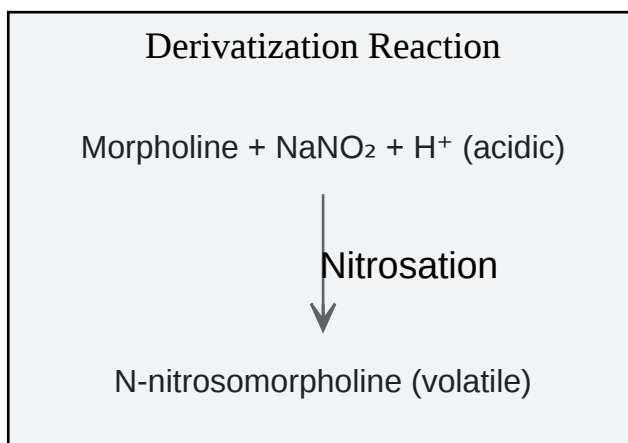 Derivatization Reaction
Morpholine + NaNO₂ + H⁺ (acidic)
Nitrosation
N-nitrosomorpholine (volatile)